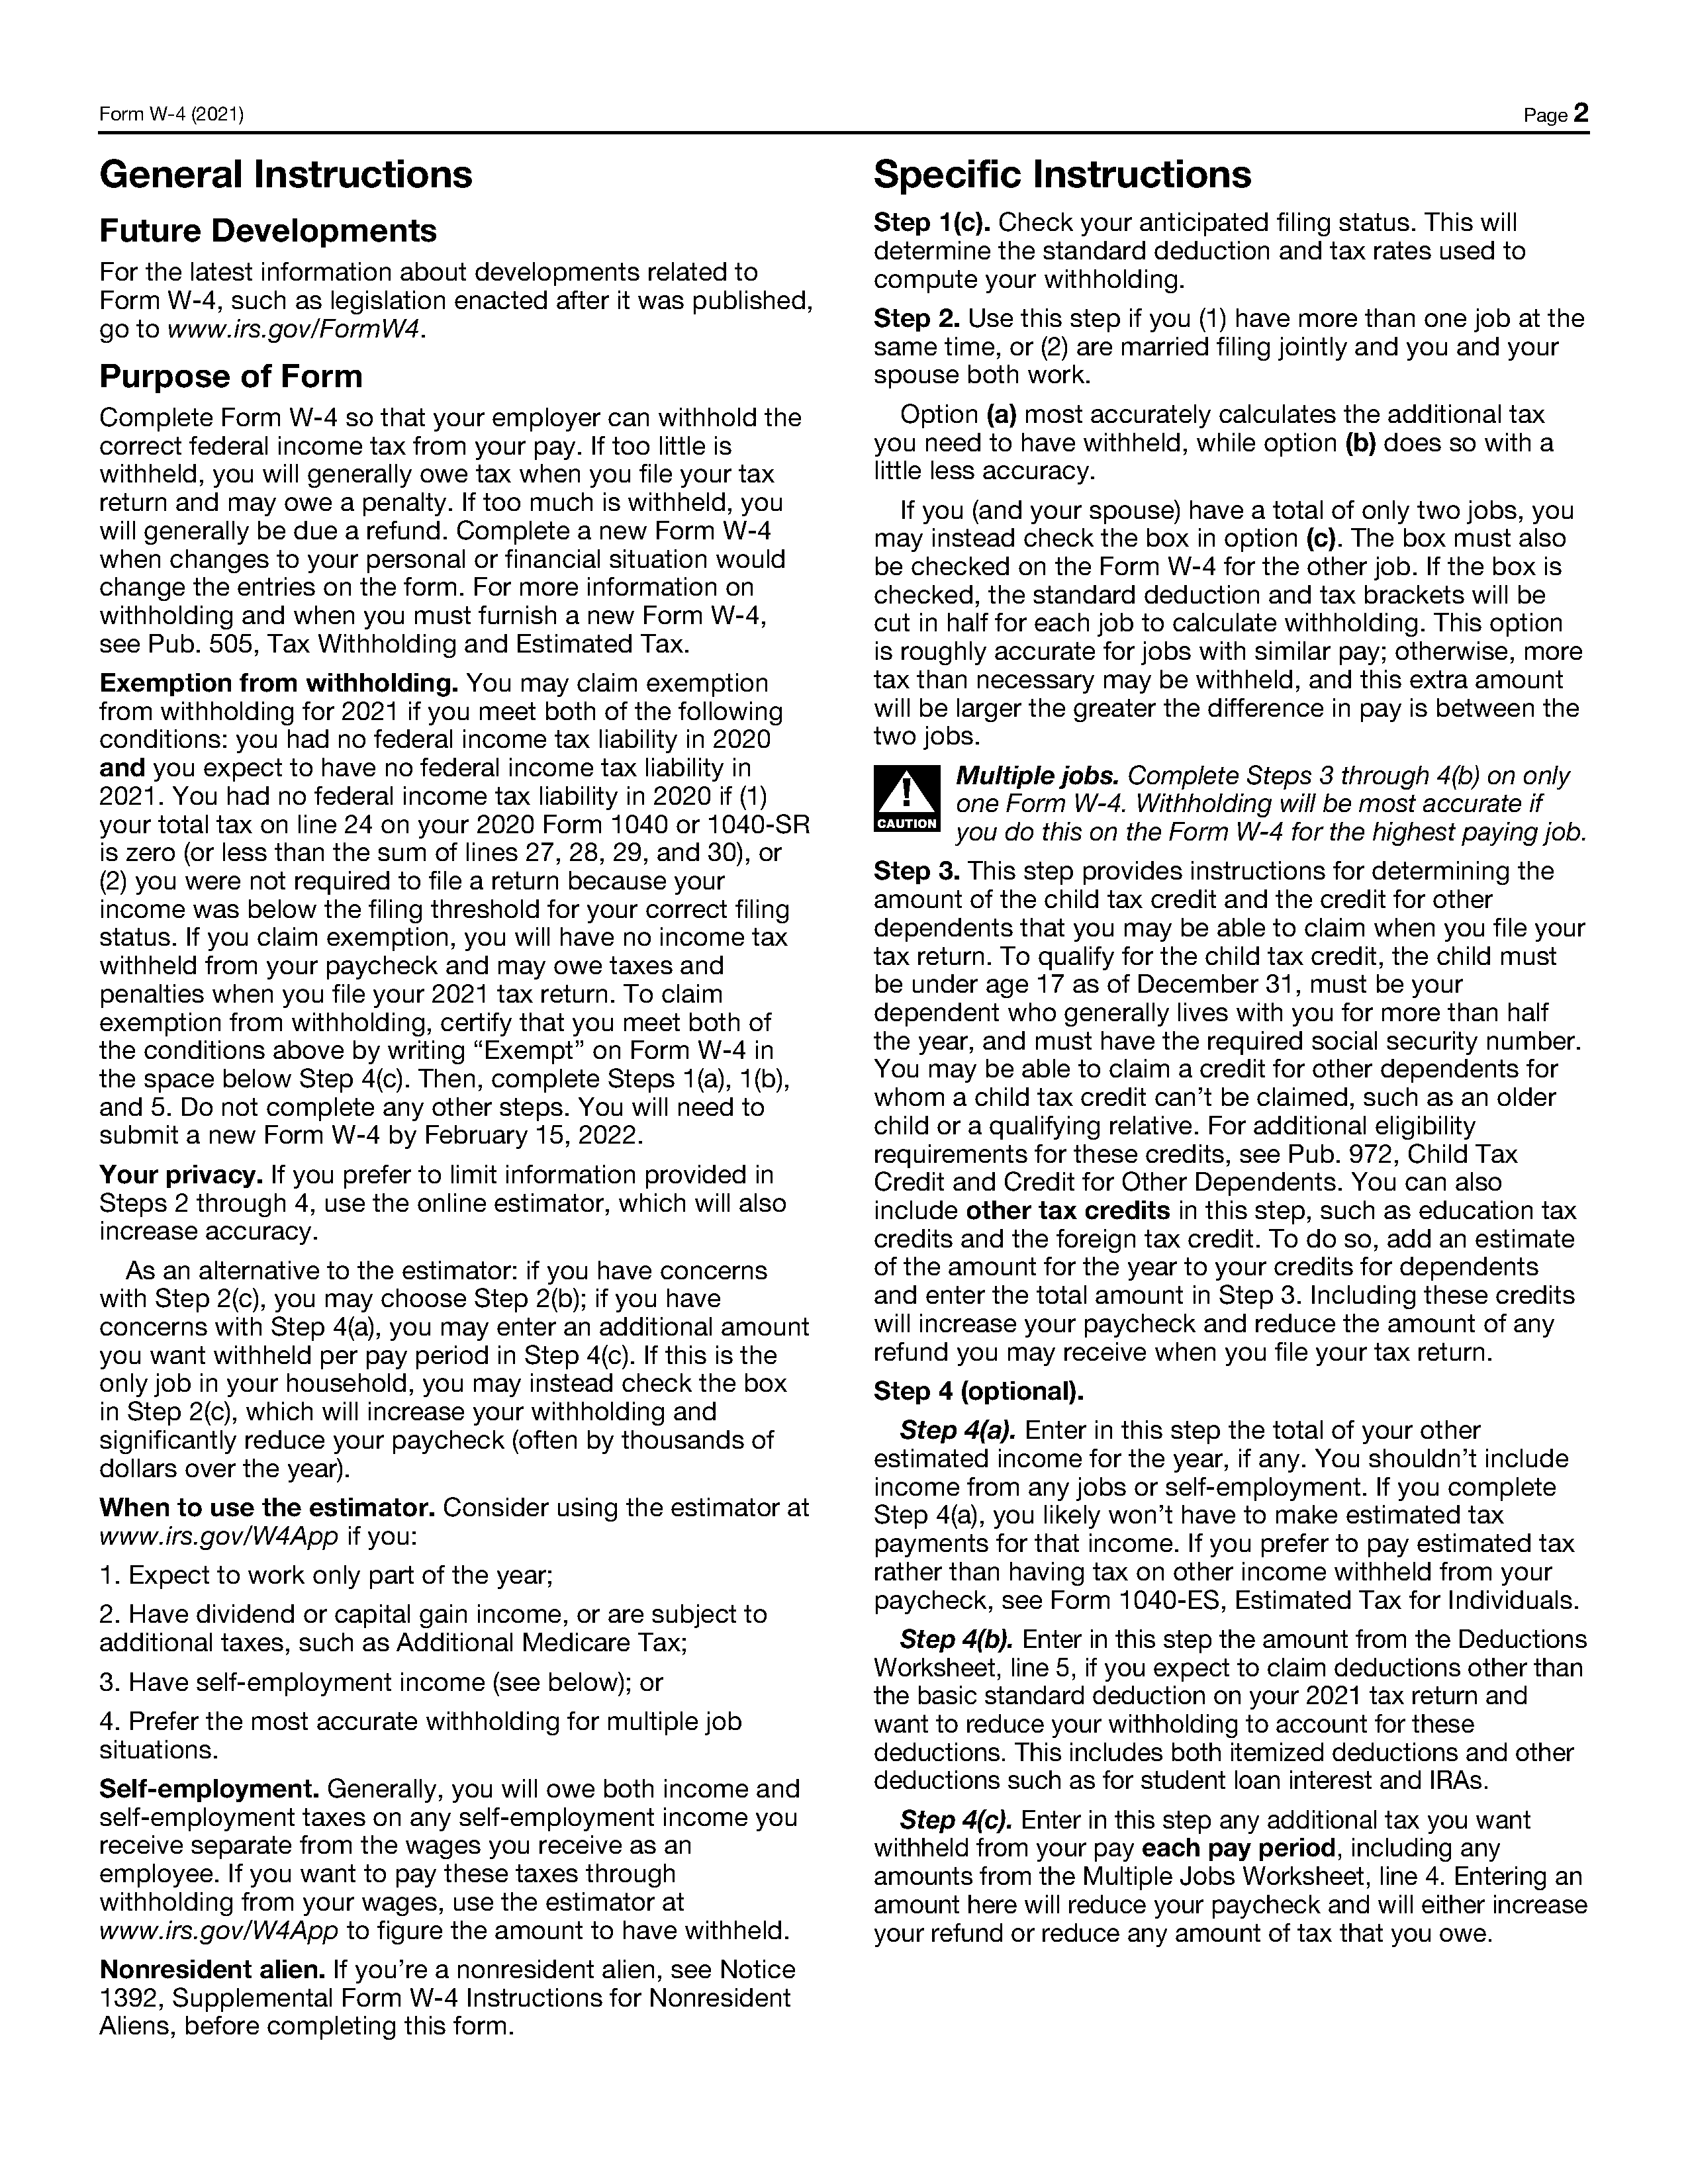 Form W-4 (2021)
Page 2
General Instructions
Future Developments
For the latest information about developments related to
Form W-4, such as legislation enacted after it was published,
go to www.irs.gov/FormW4.
Purpose of Form
Complete Form W-4 so that your employer can withhold the
correct federal income tax from your pay. If too little is
withheld, you will generally owe tax when you file your tax
return and may owe a penalty. If too much is withheld, you
will generally be due a refund. Complete a new Form W-4
when changes to your personal or financial situation would
change the entries on the form. For more information on
withholding and when you must furnish a new Form W-4,
see Pub. 505, Tax Withholding and Estimated Tax.
Exemption from withholding. You may claim exemption
from withholding for 2021 if you meet both of the following
conditions: you had no federal income tax liability in 2020
and you expect to have no federal income tax liability in
2021. You had no federal income tax liability in 2020 if (1)
your total tax on line 24 on your 2020 Form 1040 or 1040-SR
is zero (or less than the sum of lines 27, 28, 29, and 30), or
(2) you were not required to file a return because your
income was below the filing threshold for your correct filing
status. If you claim exemption, you will have no income tax
withheld from your paycheck and may owe taxes and
penalties when you file your 2021 tax return. To claim
exemption from withholding, certify that you meet both of
the conditions above by writing “Exempt” on Form W-4 in
the space below Step 4(c). Then, complete Steps 1(a), 1(b),
and 5. Do not complete any other steps. You will need to
submit a new Form W-4 by February 15, 2022.
Your privacy. If you prefer to limit information provided in
Steps 2 through 4, use the online estimator, which will also
increase accuracy.
As an alternative to the estimator: if you have concerns
with Step 2(c), you may choose Step 2(b); if you have
concerns with Step 4(a), you may enter an additional amount
you want withheld per pay period in Step 4(c). If this is the
only job in your household, you may instead check the box
in Step 2(c), which will increase your withholding and
significantly reduce your paycheck (often by thousands of
dollars over the year).
When to use the estimator. Consider using the estimator at
www.irs.gov/W4App if you:
1. Expect to work only part of the year;
2. Have dividend or capital gain income, or are subject to
additional taxes, such as Additional Medicare Tax;
3. Have self-employment income (see below); or
4. Prefer the most accurate withholding for multiple job
situations.
Self-employment. Generally, you will owe both income and
self-employment taxes on any self-employment income you
receive separate from the wages you receive as an
employee. If you want to pay these taxes through
withholding from your wages, use the estimator at
www.irs.gov/W4App to figure the amount to have withheld.
Nonresident alien. If you’re a nonresident alien, see Notice
1392, Supplemental Form W-4 Instructions for Nonresident
Aliens, before completing this form.
Specific Instructions
Step 1(c). Check your anticipated filing status. This will
determine the standard deduction and tax rates used to
compute your withholding.
Step 2. Use this step if you (1) have more than one job at the
same time, or (2) are married filing jointly and you and your
spouse both work.
Option (a) most accurately calculates the additional tax
you need to have withheld, while option (b) does so with a
little less accuracy.
If you (and your spouse) have a total of only two jobs, you
may instead check the box in option (c). The box must also
be checked on the Form W-4 for the other job. If the box is
checked, the standard deduction and tax brackets will be
cut in half for each job to calculate withholding. This option
is roughly accurate for jobs with similar pay; otherwise, more
tax than necessary may be withheld, and this extra amount
will be larger the greater the difference in pay is between the
two jobs.
! CAUTION
Multiple jobs. Complete Steps 3 through 4(b) on only
one Form W-4. Withholding will be most accurate if
you do this on the Form W-4 for the highest paying job.
Step 3. This step provides instructions for determining the
amount of the child tax credit and the credit for other
dependents that you may be able to claim when you file your
tax return. To qualify for the child tax credit, the child must
be under age 17 as of December 31, must be your
dependent who generally lives with you for more than half
the year, and must have the required social security number.
You may be able to claim a credit for other dependents for
whom a child tax credit can’t be claimed, such as an older
child or a qualifying relative. For additional eligibility
requirements for these credits, see Pub. 972, Child Tax
Credit and Credit for Other Dependents. You can also
include other tax credits in this step, such as education tax
credits and the foreign tax credit. To do so, add an estimate
of the amount for the year to your credits for dependents
and enter the total amount in Step 3. Including these credits
will increase your paycheck and reduce the amount of any
refund you may receive when you file your tax return.
Step 4 (optional).
Step 4(a). Enter in this step the total of your other
estimated income for the year, if any. You shouldn’t include
income from any jobs or self-employment. If you complete
Step 4(a), you likely won’t have to make estimated tax
payments for that income. If you prefer to pay estimated tax
rather than having tax on other income withheld from your
paycheck, see Form 1040-ES, Estimated Tax for Individuals.
Step 4(b). Enter in this step the amount from the Deductions
Worksheet, line 5, if you expect to claim deductions other than
the basic standard deduction on your 2021 tax return and
want to reduce your withholding to account for these
deductions. This includes both itemized deductions and other
deductions such as for student loan interest and IRAs.
Step 4(c). Enter in this step any additional tax you want
withheld from your pay each pay period, including any
amounts from the Multiple Jobs Worksheet, line 4. Entering an
amount here will reduce your paycheck and will either increase
your refund or reduce any amount of tax that you owe.